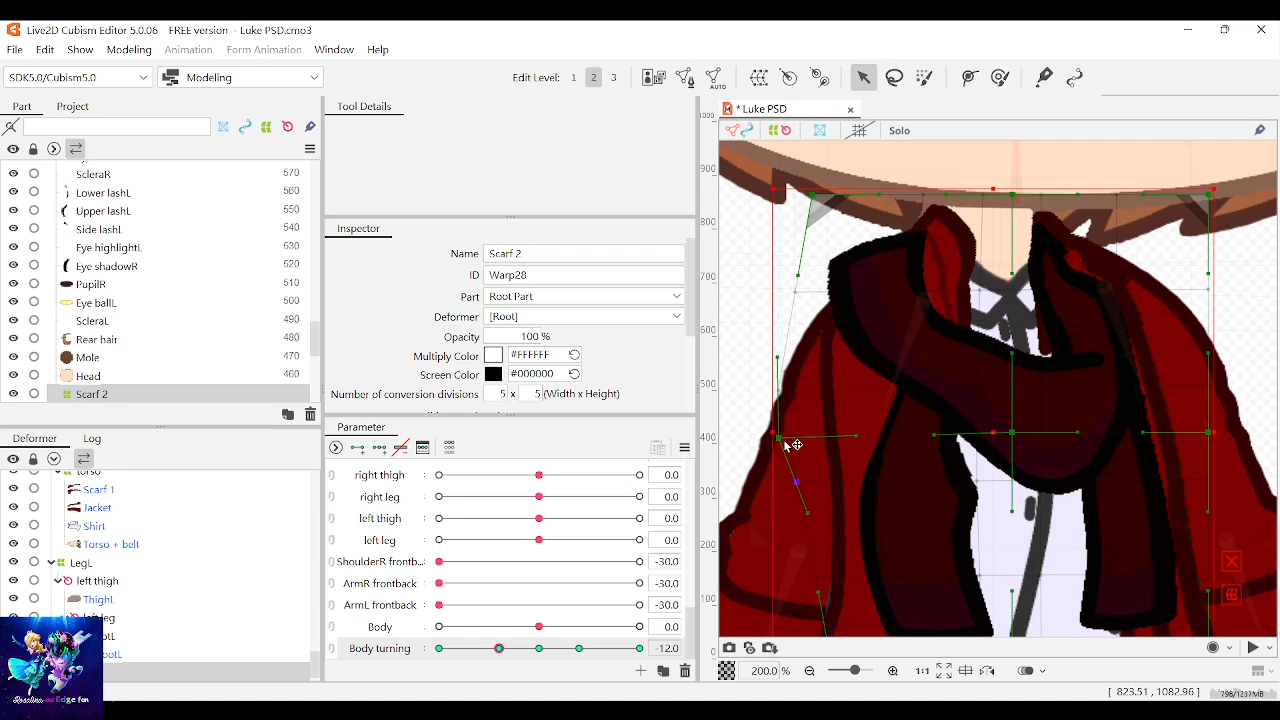 Live2D Cubism Editor 5.0.06 FREE version - Luke PSD.cmo3
File Edit Show Modeling Animation Form Animation Window Help
SDK5.0/Cubism5.0 Modeling Edit Level: 1 2 3 AUTO
Part Project Tool Details * Luke PSD
Solo
ScleraR 570
Lower lashL 560
Upper lashL 550
Side lashL 540
Eye highlightL 530
Eye shadowR 520
PupilR 510
Eye ballL 500
ScleraL 490
Rear hair 480
Mole 470
Head 460
Scarf 2
Inspector
Name Scarf 2
ID Warp28
Part Root Part
Deformer [Root]
Opacity 100 %
Multiply Color #FFFFFF
Screen Color #000000
Number of conversion divisions 5 x 5 (Width x Height)
Deformer Log
torso
Scarf 1
Jacket
Shirt
Torso + belt
LegL
left thigh
ThighL
Parameter
right thigh : 0.0
right leg : 0.0
left thigh : 0.0
left leg : 0.0
ShoulderR frontb... -30.0
ArmR frontback : -30.0
ArmL frontback : -30.0
Body : 0.0
Body turning : -12.0
900
800
700
600
500
400
300
200
100
0
200.0 % 1:1
[ 823.51 , 1082.96 ] 798/1237MB